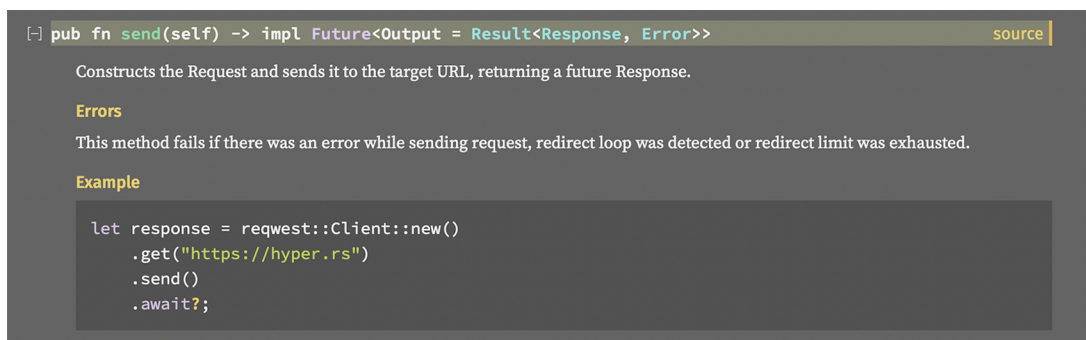 [−] pub fn send(self) -> impl Future<Output = Result<Response, Error>> source
Constructs the Request and sends it to the target URL, returning a future Response.
Errors
This method fails if there was an error while sending request, redirect loop was detected or redirect limit was exhausted.
Example
let response = reqwest::Client::new()
    .get("https://hyper.rs")
    .send()
    .await?;